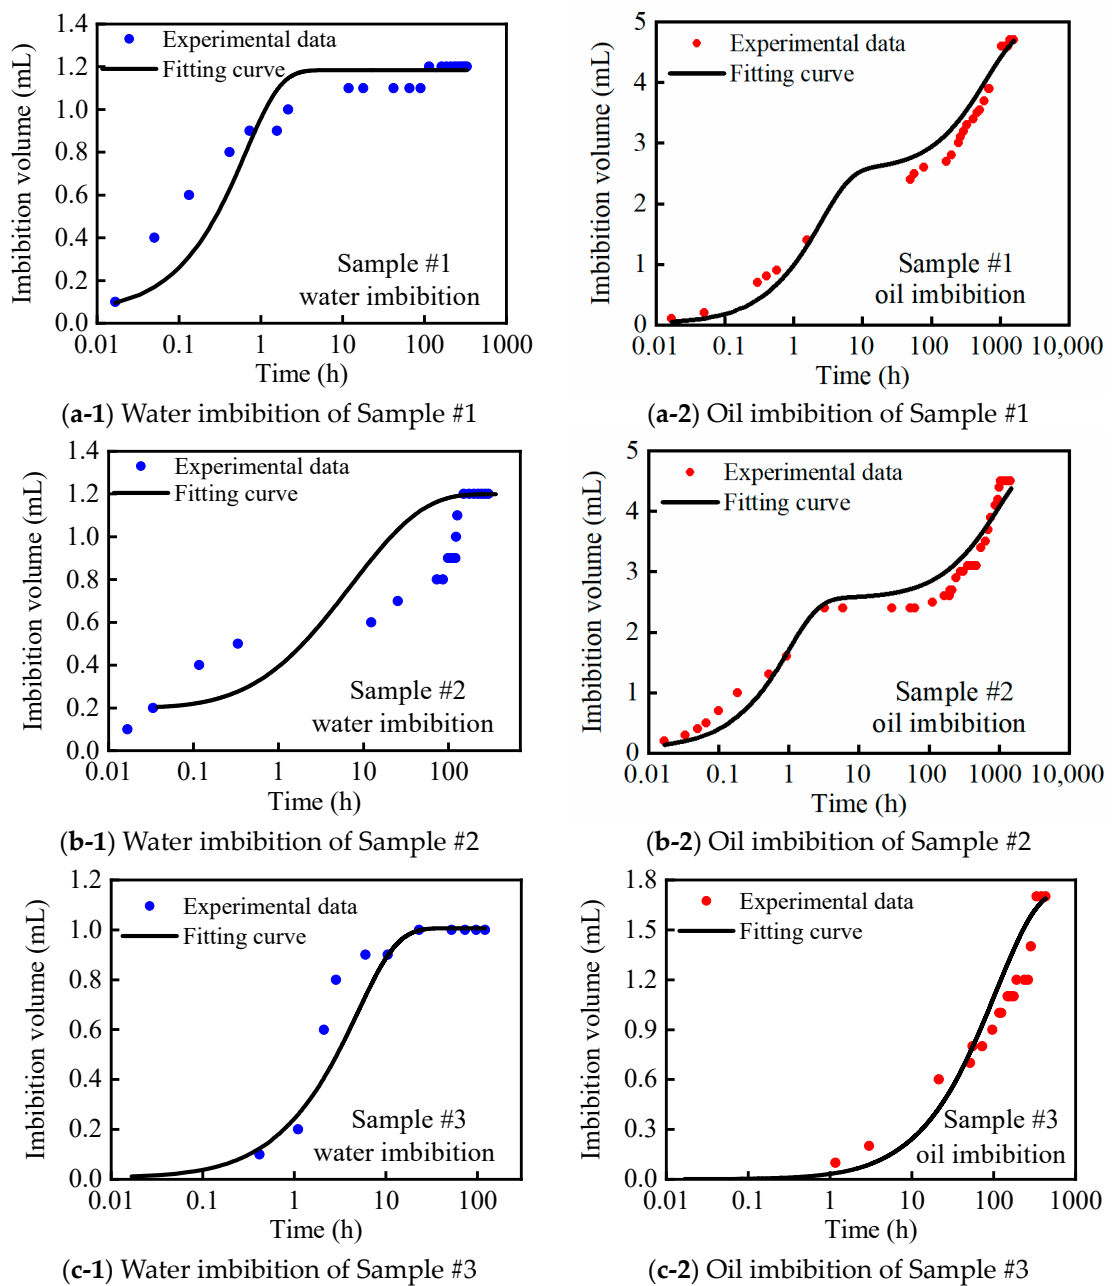 Imbibition volume (mL)
1.4
1.2
1.0
0.8
0.6
0.4
0.2
0.0
Experimental data
Fitting curve
Sample #1
water imbibition
0.01 0.1 1 10 100 1000
Time (h)
(a-1) Water imbibition of Sample #1
Imbibition volume (mL)
5
4
3
2
1
0
Experimental data
Fitting curve
Sample #1
oil imbibition
0.01 0.1 1 10 100 1000 10,000
Time (h)
(a-2) Oil imbibition of Sample #1
Imbibition volume (mL)
1.4
1.2
1.0
0.8
0.6
0.4
0.2
0.0
Experimental data
Fitting curve
Sample #2
water imbibition
0.01 0.1 1 10 100
Time (h)
(b-1) Water imbibition of Sample #2
Imbibition volume (mL)
5
4
3
2
1
0
Experimental data
Fitting curve
Sample #2
oil imbibition
0.01 0.1 1 10 100 1000 10,000
Time (h)
(b-2) Oil imbibition of Sample #2
Imbibition volume (mL)
1.2
1.0
0.8
0.6
0.4
0.2
0.0
Experimental data
Fitting curve
Sample #3
water imbibition
0.01 0.1 1 10 100
Time (h)
(c-1) Water imbibition of Sample #3
Imbibition volume (mL)
1.8
1.5
1.2
0.9
0.6
0.3
0.0
Experimental data
Fitting curve
Sample #3
oil imbibition
0.01 0.1 1 10 100 1000
Time (h)
(c-2) Oil imbibition of Sample #3